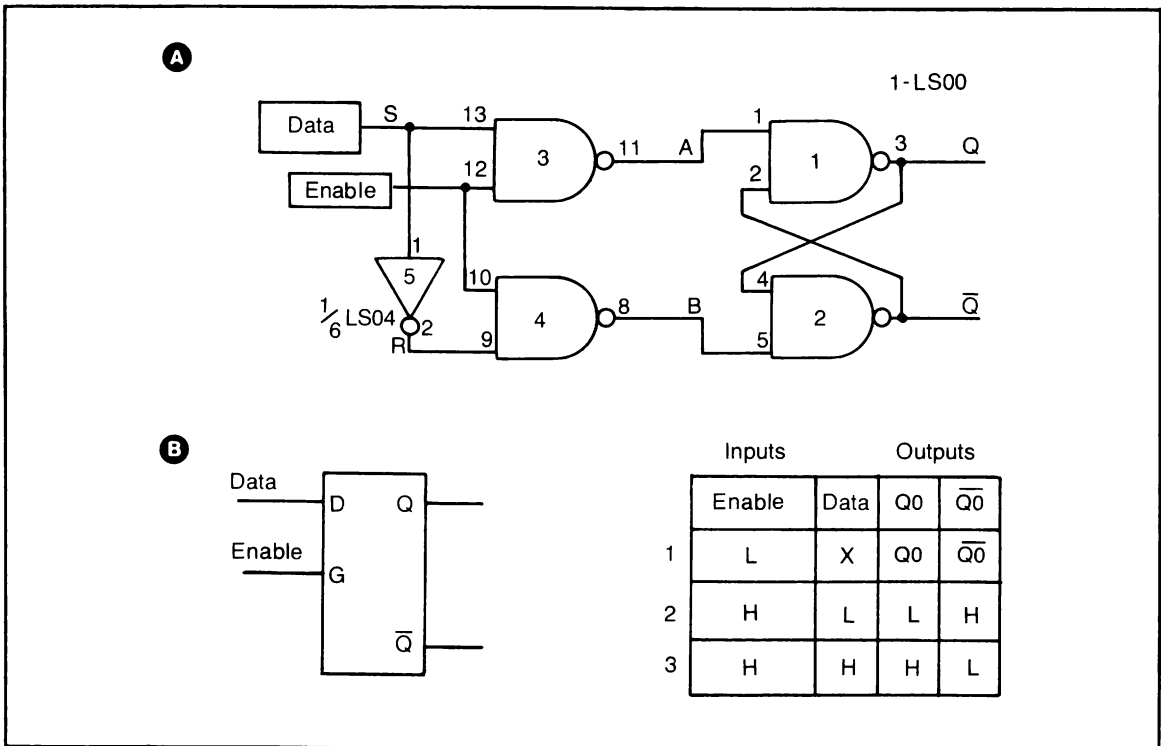 A
1-LS00
Data
S
13
3
11
A
1
1
3
Q
12
2
Enable
1
5
10
4
8
B
4
2
Q̅
1/6 LS04
2
9
5
R
B
Data
D
Q
Enable
G
Q̅
Inputs Outputs
Enable Data Q0 Q̅0̅
1 L X Q0 Q̅0̅
2 H L L H
3 H H H L